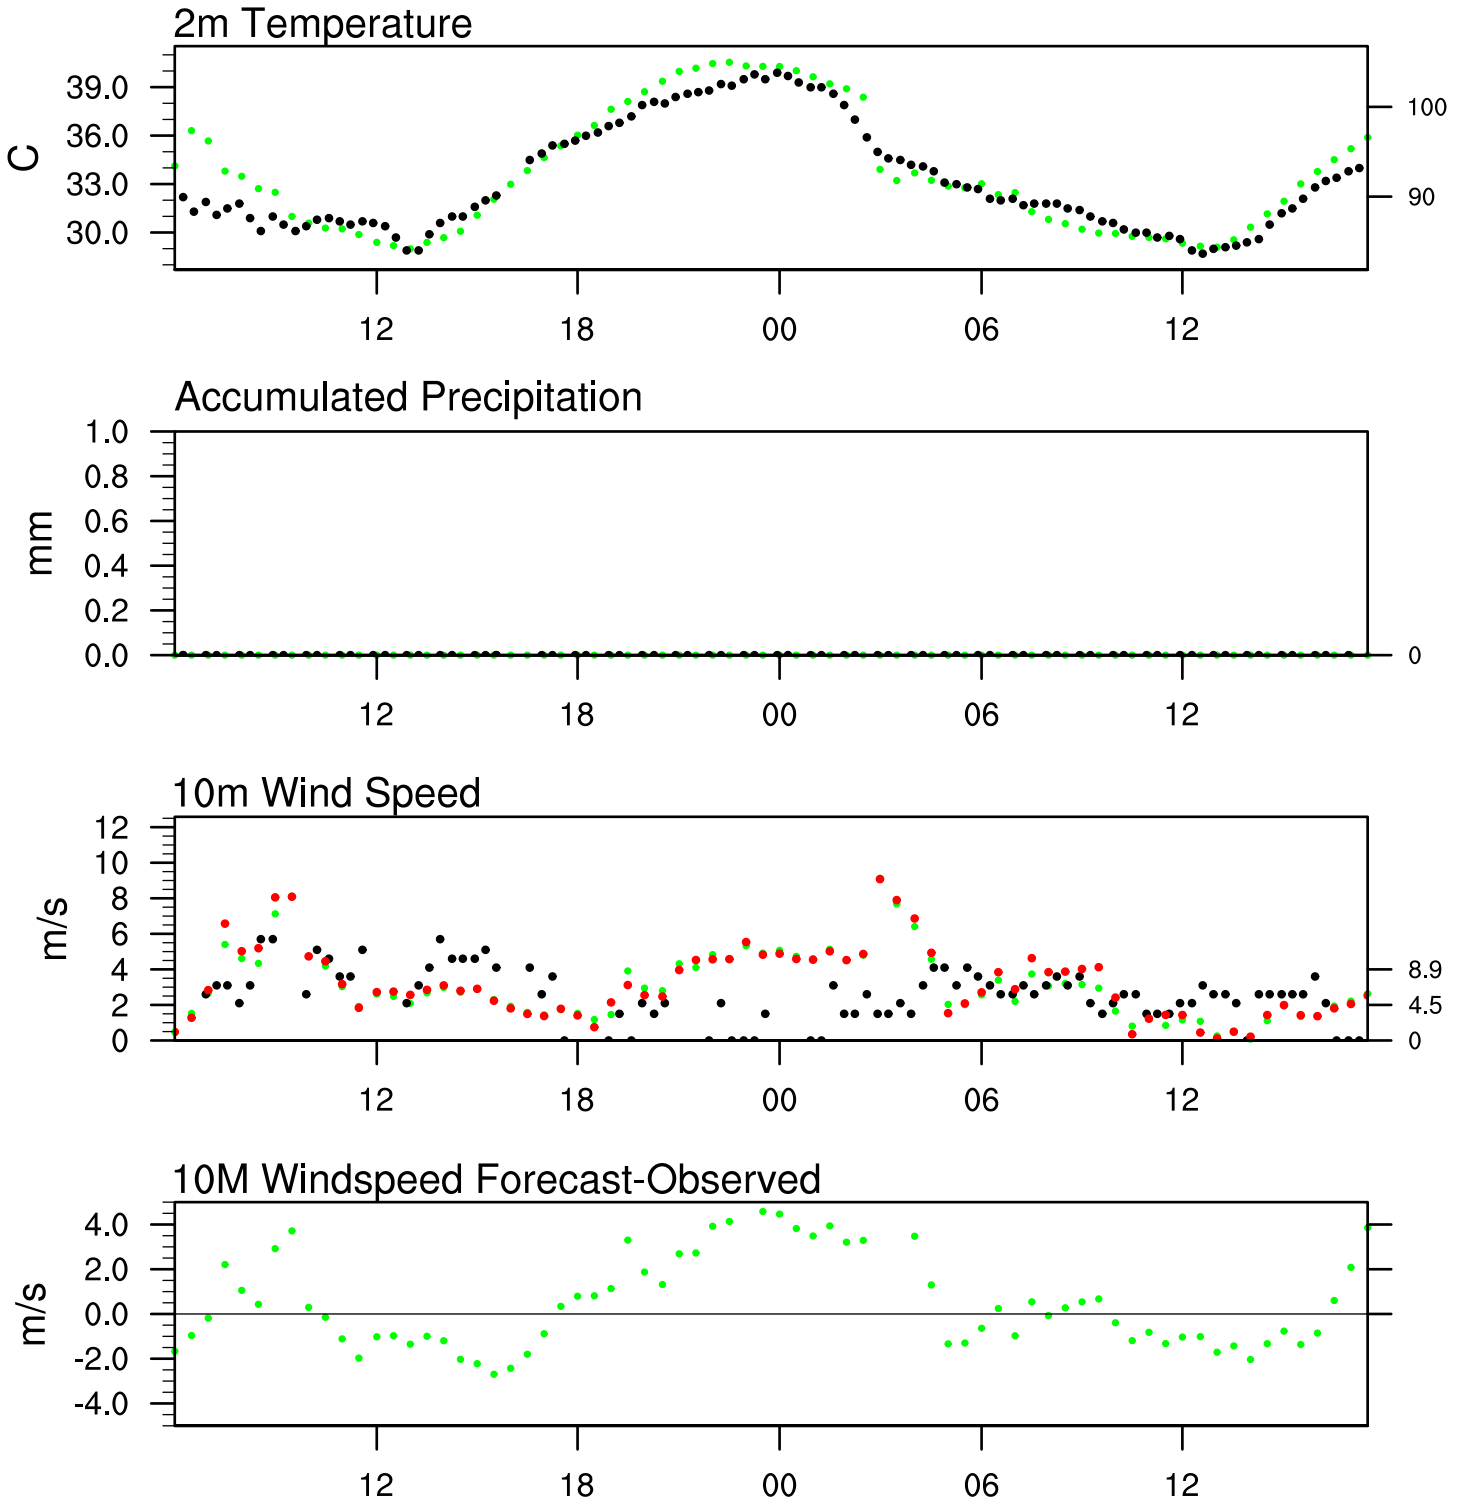 2m Temperature
39.0
36.0
33.0
30.0
C
100
90
12 18 00 06 12
Accumulated Precipitation
1.0
0.8
0.6
0.4
0.2
0.0
mm
0
12 18 00 06 12
10m Wind Speed
12
10
8
6
4
2
0
m/s
8.9
4.5
0
12 18 00 06 12
10M Windspeed Forecast-Observed
4.0
2.0
0.0
-2.0
-4.0
m/s
12 18 00 06 12